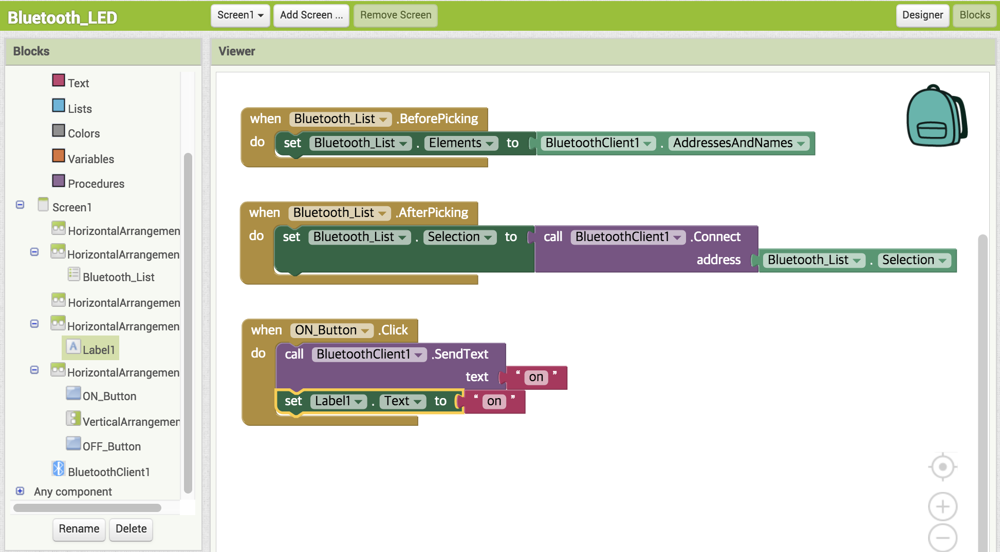 Bluetooth_LED
Screen1
Add Screen ...
Remove Screen
Designer
Blocks
Blocks
Text
Lists
Colors
Variables
Procedures
Screen1
HorizontalArrangemen
HorizontalArrangemen
Bluetooth_List
HorizontalArrangemen
HorizontalArrangemen
A Label1
HorizontalArrangemen
ON_Button
VerticalArrangemen
OFF_Button
BluetoothClient1
Any component
Rename
Delete
Viewer
when Bluetooth_List .BeforePicking
do set Bluetooth_List . Elements to BluetoothClient1 . AddressesAndNames
when Bluetooth_List .AfterPicking
do set Bluetooth_List . Selection to call BluetoothClient1 .Connect
address Bluetooth_List . Selection
when ON_Button .Click
do call BluetoothClient1 .SendText
text “ on ”
set Label1 . Text to “ on ”